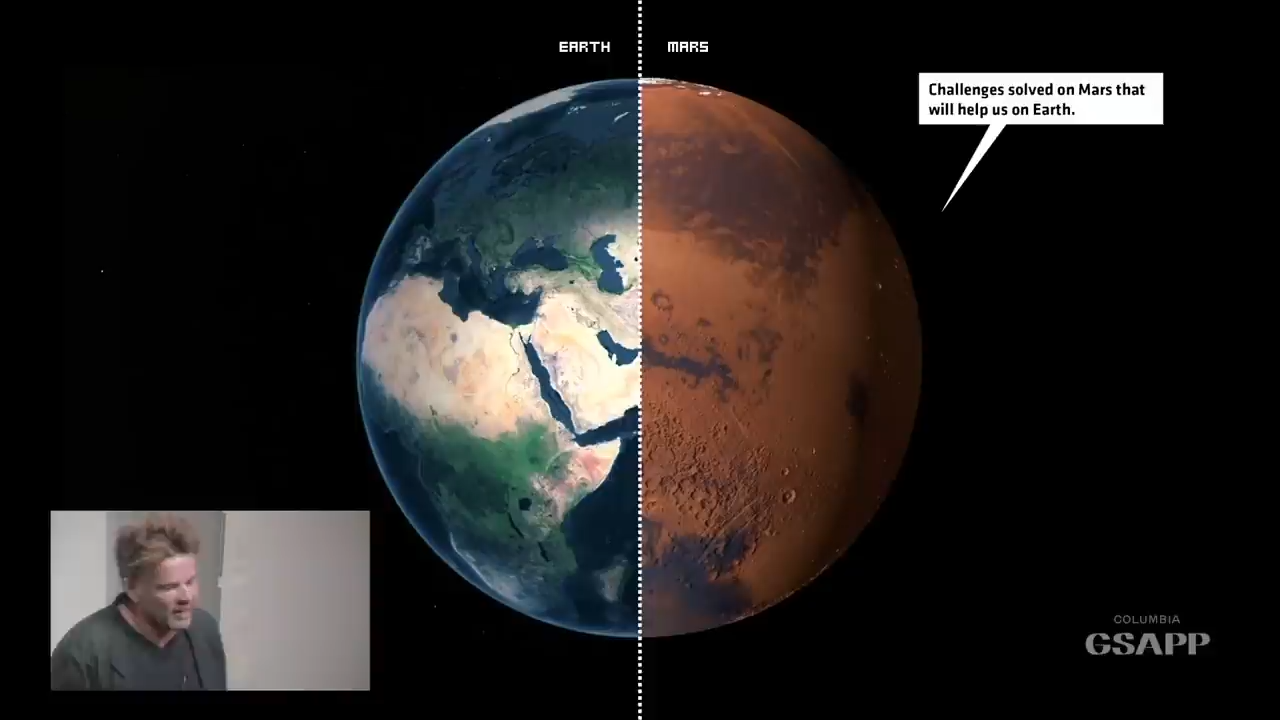 EARTH
MARS
Challenges solved on Mars that
will help us on Earth.
COLUMBIA
GSAPP